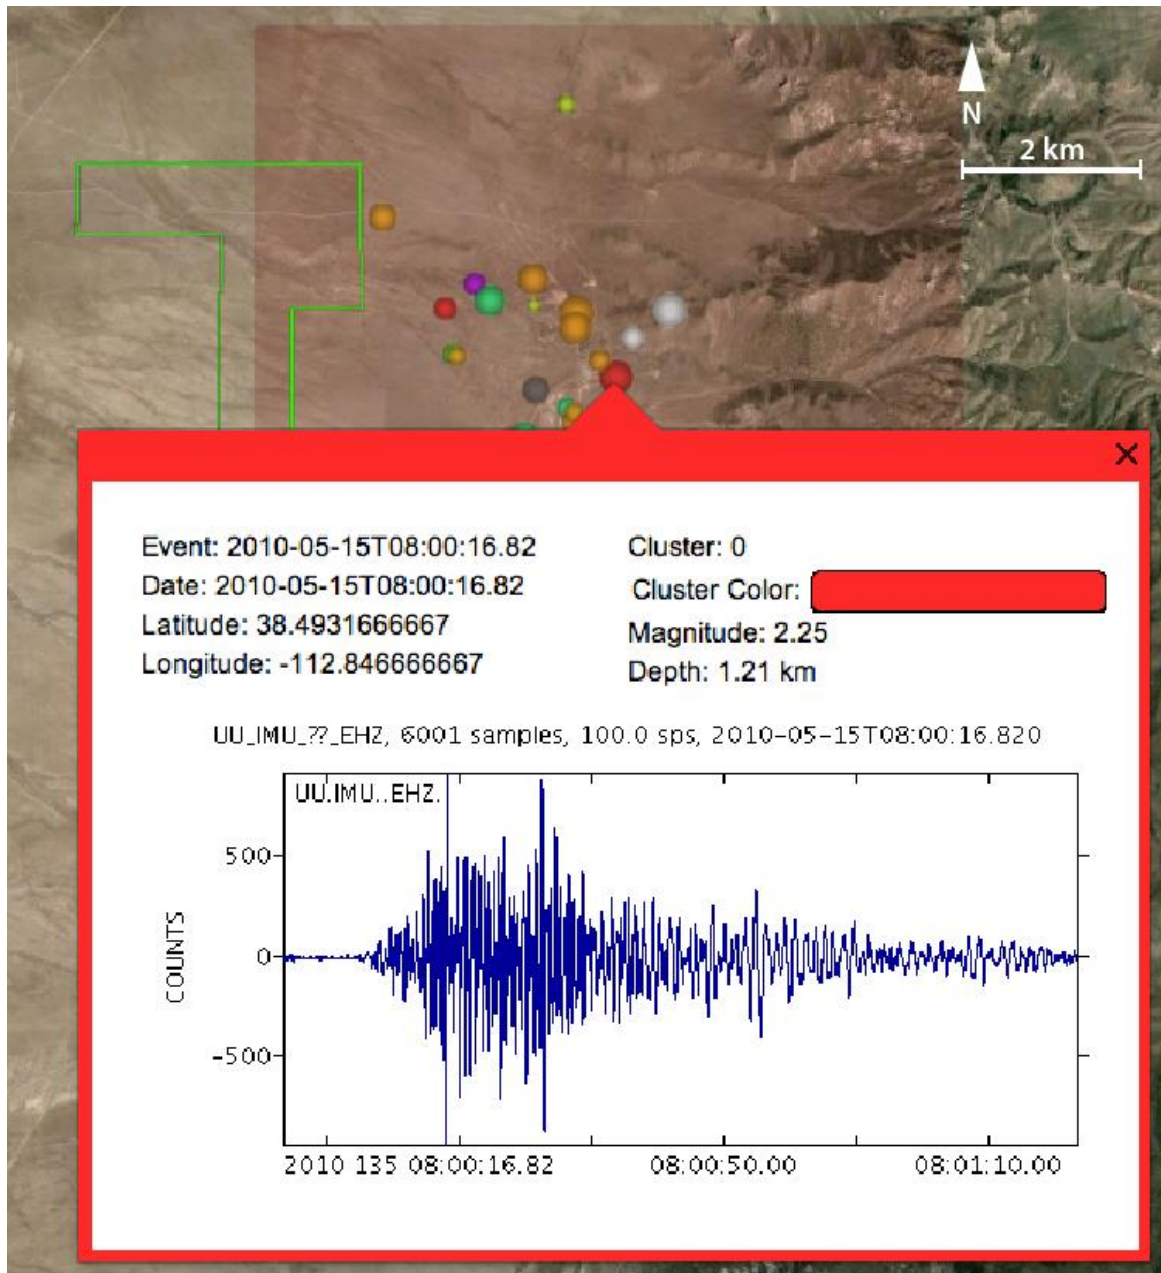 N
2 km
Event: 2010-05-15T08:00:16.82
Date: 2010-05-15T08:00:16.82
Latitude: 38.4931666667
Longitude: -112.846666667
Cluster: 0
Cluster Color:
Magnitude: 2.25
Depth: 1.21 km
UU_IMU_??_EHZ, 6001 samples, 100.0 sps, 2010-05-15T08:00:16.820
UU.IMU..EHZ.
500
0
-500
COUNTS
2010 135 08:00:16.82 08:00:50.00 08:01:10.00